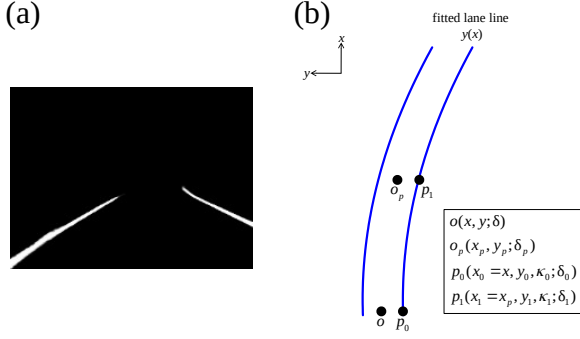 (a)
(b)
fitted lane line
y(x)
x
y
o_p
p_1
o
p_0
o(x, y;δ)
o_p(x_p, y_p;δ_p)
p_0(x_0 =x, y_0, κ_0;δ_0)
p_1(x_1=x_p, y_1, κ_1;δ_1)